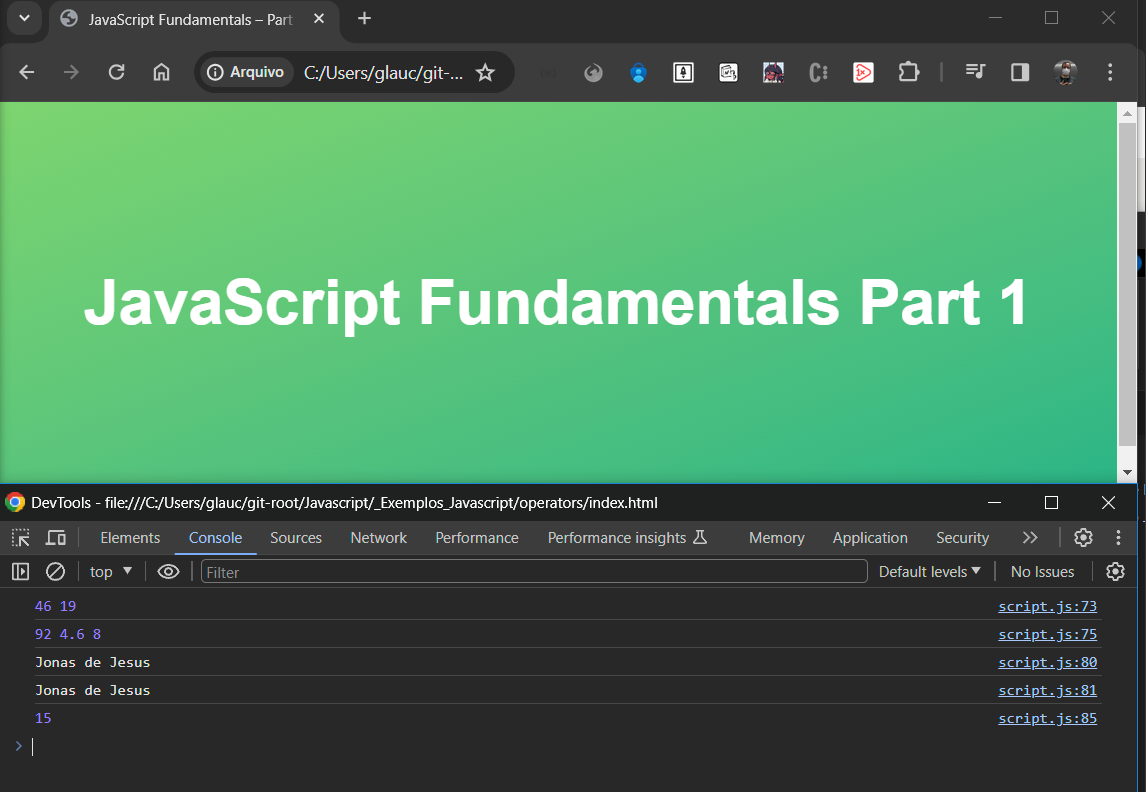 JavaScript Fundamentals – Part
Arquivo C:/Users/glauc/git-...
JavaScript Fundamentals Part 1
DevTools - file:///C:/Users/glauc/git-root/Javascript/_Exemplos_Javascript/operators/index.html
Elements Console Sources Network Performance Performance insights Memory Application Security
top Filter Default levels No Issues
46 19 script.js:73
92 4.6 8 script.js:75
Jonas de Jesus script.js:80
Jonas de Jesus script.js:81
15 script.js:85